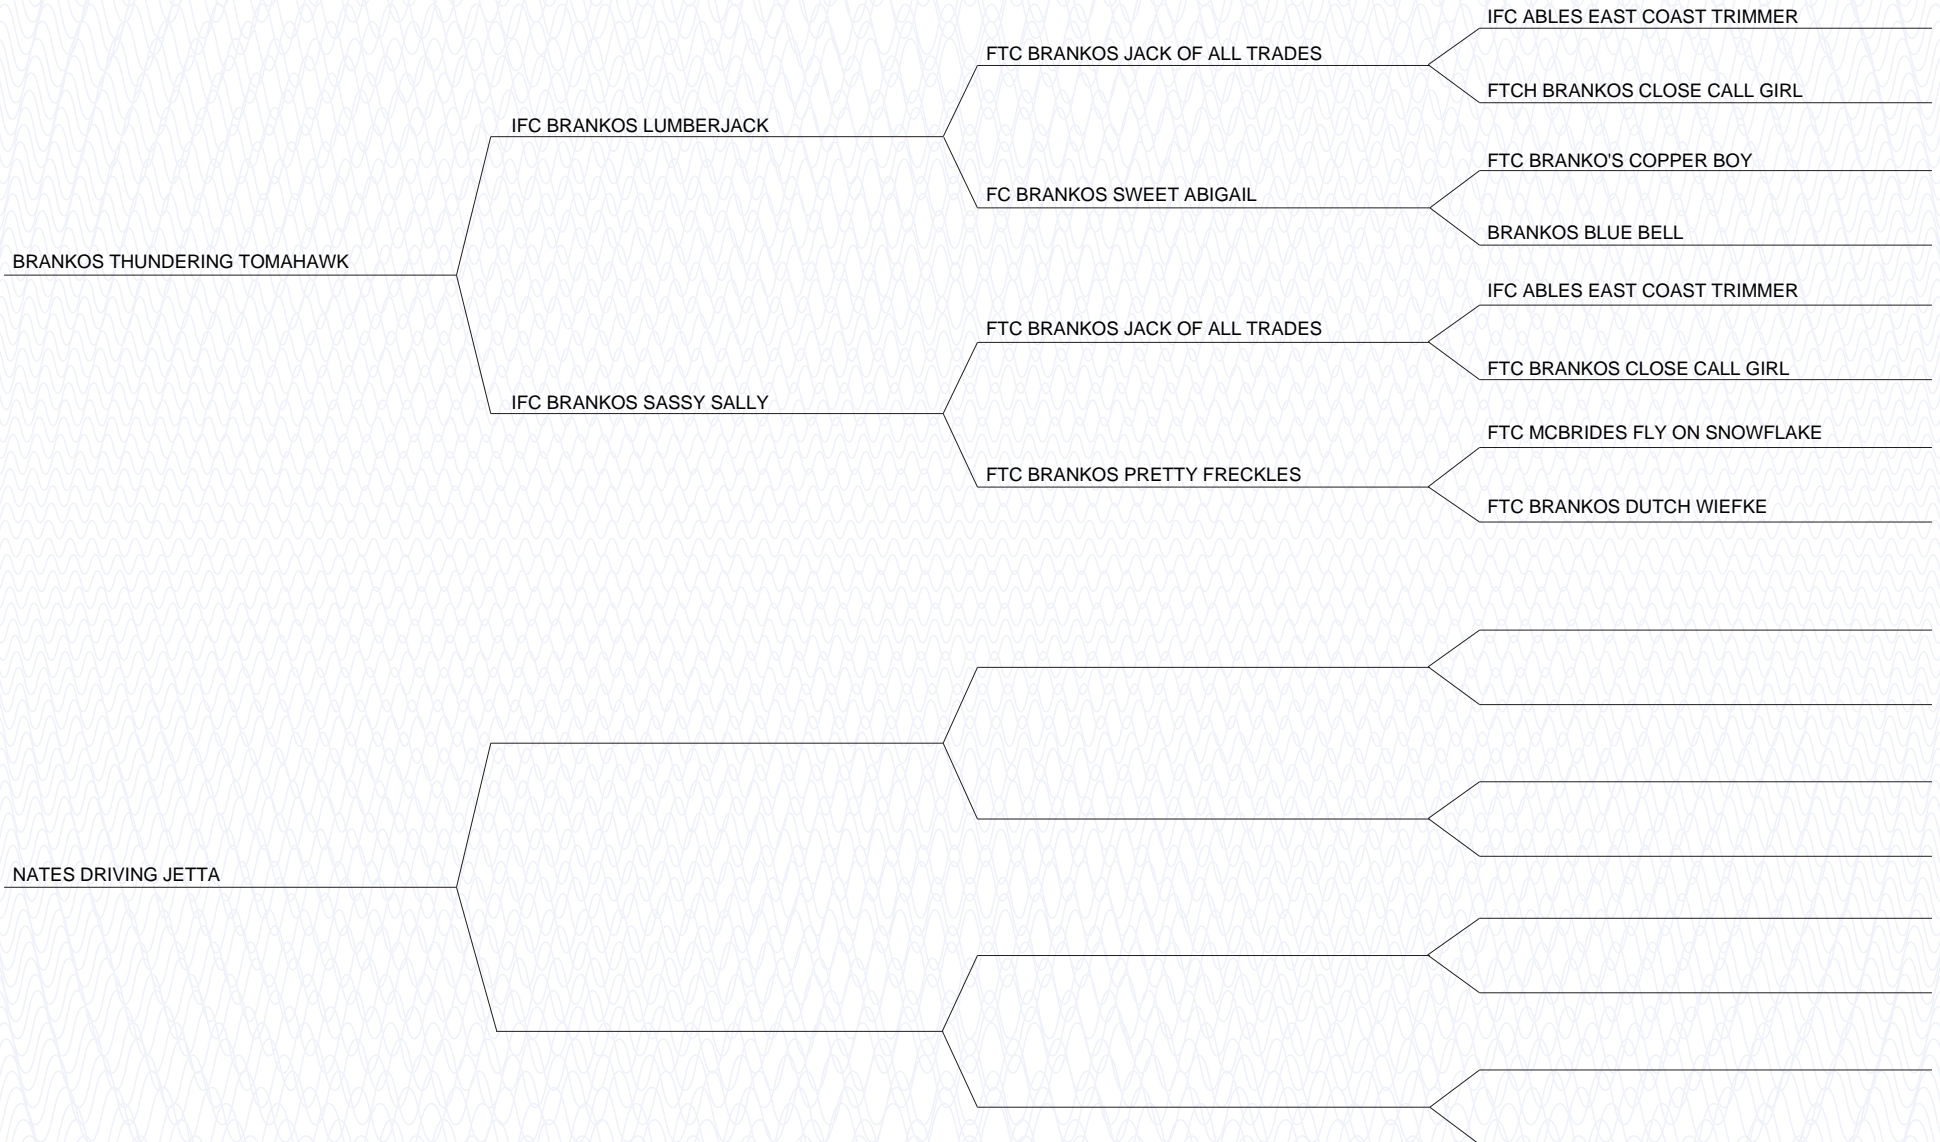 IFC ABLES EAST COAST TRIMMER
FTC BRANKOS JACK OF ALL TRADES
FTCH BRANKOS CLOSE CALL GIRL
IFC BRANKOS LUMBERJACK
FTC BRANKO'S COPPER BOY
FC BRANKOS SWEET ABIGAIL
BRANKOS BLUE BELL
BRANKOS THUNDERING TOMAHAWK
IFC ABLES EAST COAST TRIMMER
FTC BRANKOS JACK OF ALL TRADES
FTC BRANKOS CLOSE CALL GIRL
IFC BRANKOS SASSY SALLY
FTC MCBRIDES FLY ON SNOWFLAKE
FTC BRANKOS PRETTY FRECKLES
FTC BRANKOS DUTCH WIEFKE
NATES DRIVING JETTA